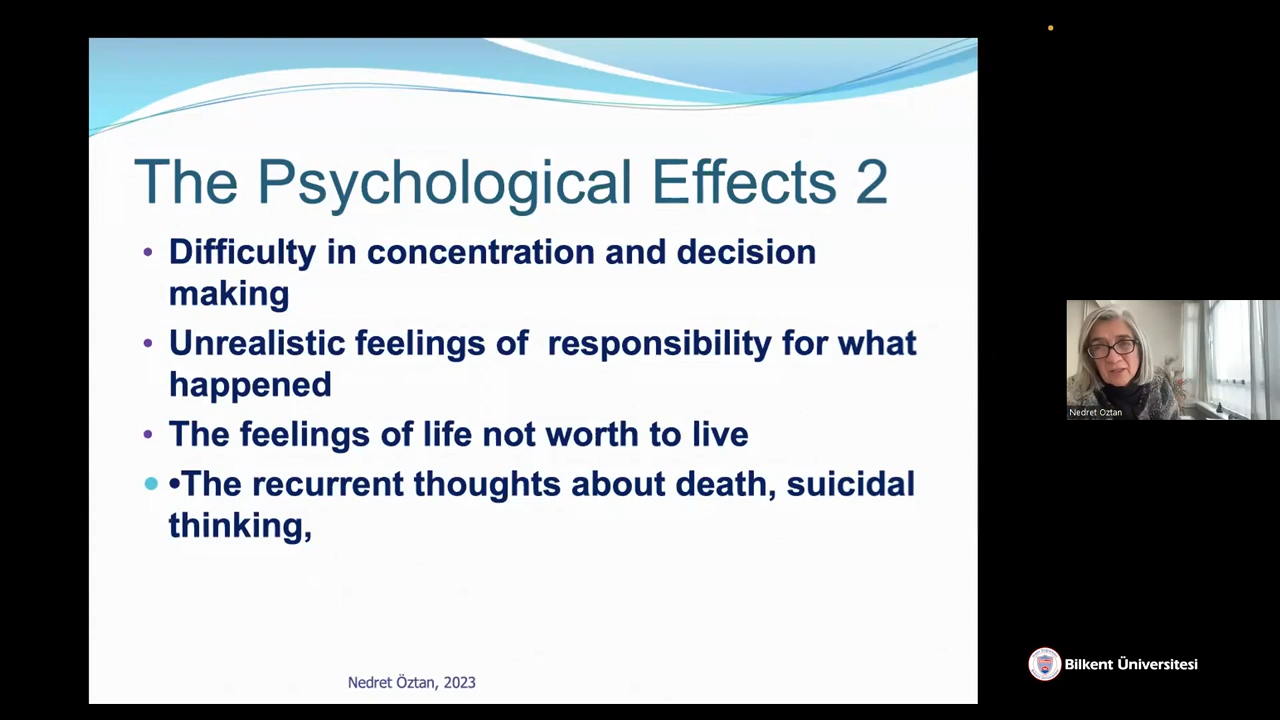 The Psychological Effects 2
• Difficulty in concentration and decision
making
• Unrealistic feelings of  responsibility for what
happened
• The feelings of life not worth to live
• •The recurrent thoughts about death, suicidal
thinking,
Nedret Öztan, 2023
Nedret Oztan
Bilkent Üniversitesi